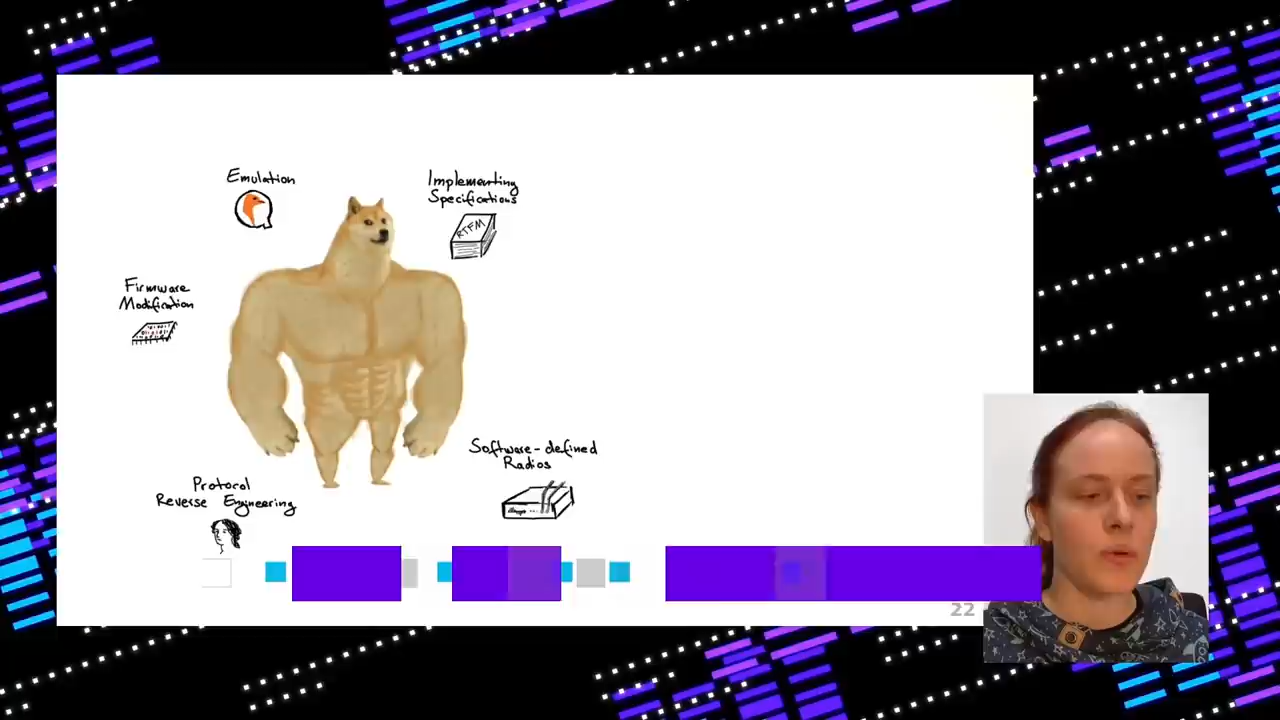 Emulation
Implementing
Specifications
RTFM
Firmware
Modification
Software-defined
Radios
Protocol
Reverse Engineering
22